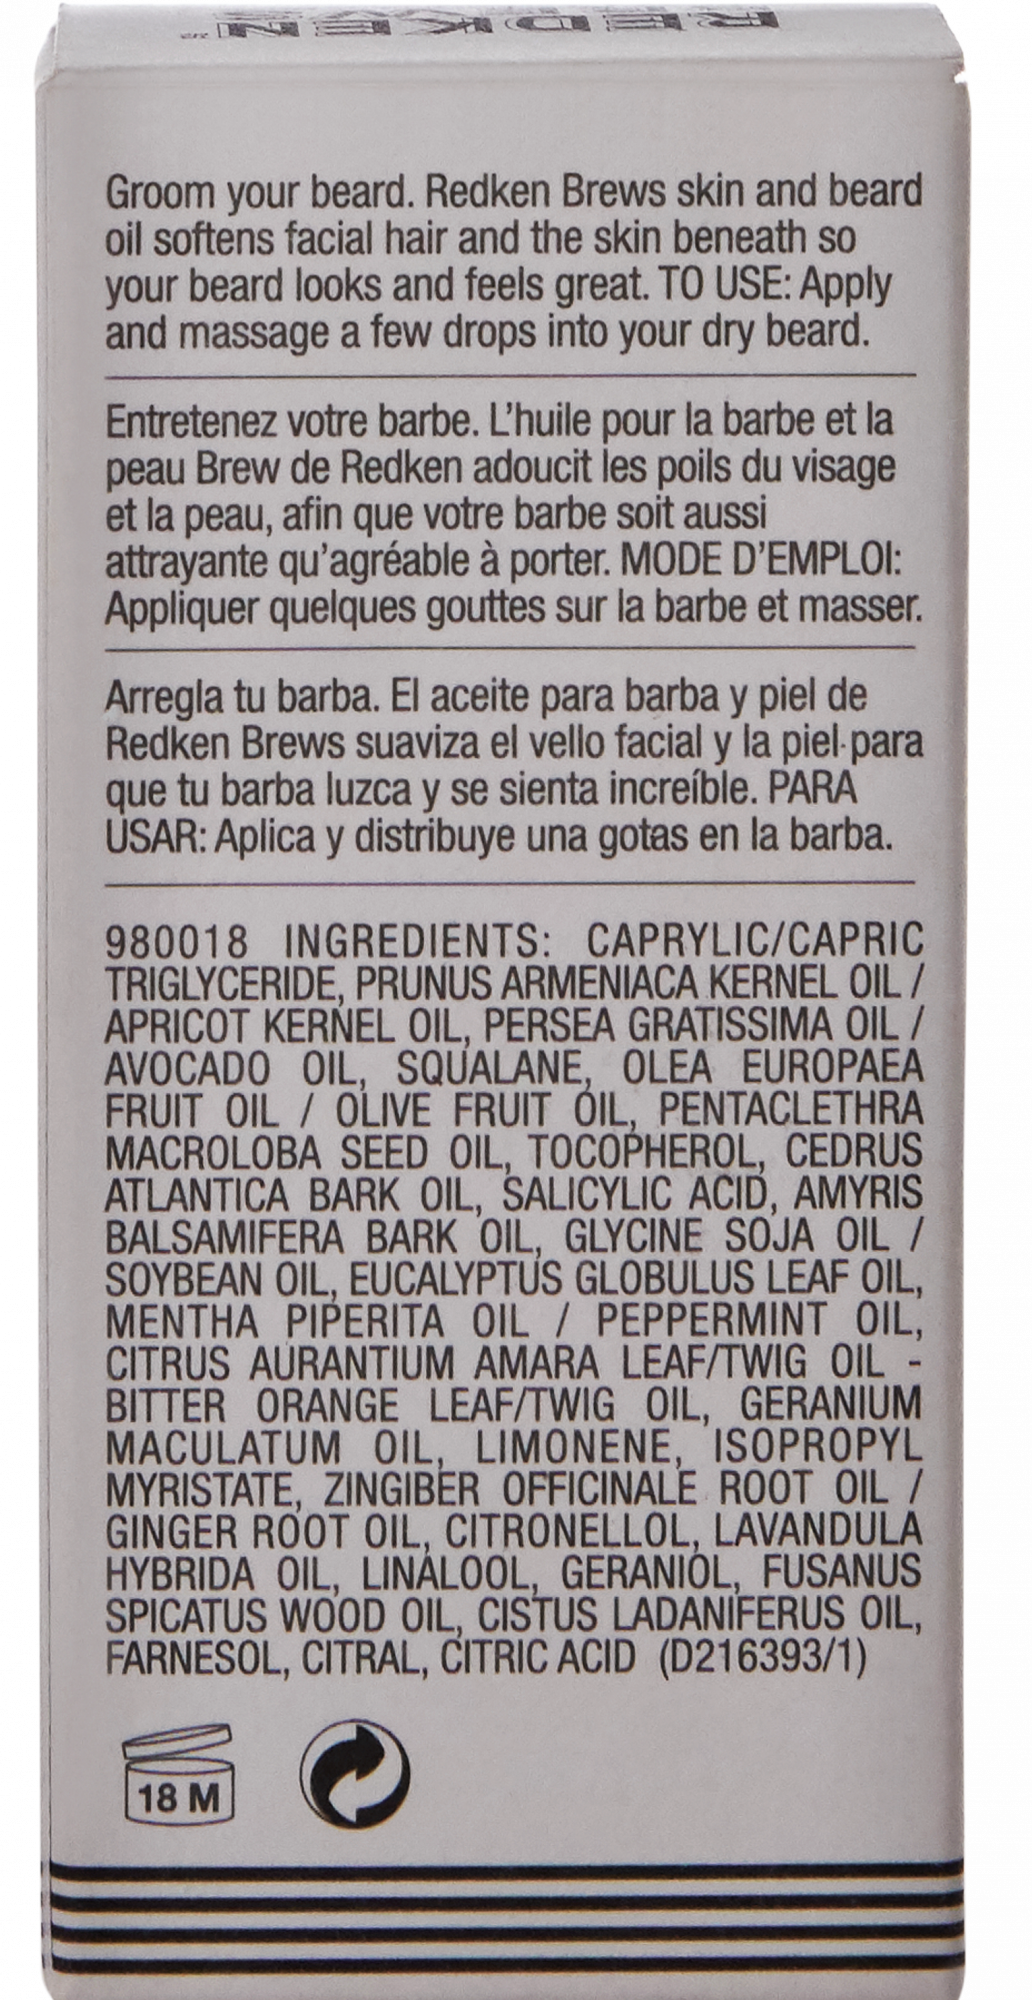 REDKEN
Groom your beard. Redken Brews skin and beard
oil softens facial hair and the skin beneath so
your beard looks and feels great. TO USE: Apply
and massage a few drops into your dry beard.
Entretenez votre barbe. L’huile pour la barbe et la
peau Brew de Redken adoucit les poils du visage
et la peau, afin que votre barbe soit aussi
attrayante qu’agréable à porter. MODE D’EMPLOI:
Appliquer quelques gouttes sur la barbe et masser.
Arregla tu barba. El aceite para barba y piel de
Redken Brews suaviza el vello facial y la piel para
que tu barba luzca y se sienta increíble. PARA
USAR: Aplica y distribuye una gotas en la barba.
980018 INGREDIENTS: CAPRYLIC/CAPRIC
TRIGLYCERIDE, PRUNUS ARMENIACA KERNEL OIL /
APRICOT KERNEL OIL, PERSEA GRATISSIMA OIL /
AVOCADO OIL, SQUALANE, OLEA EUROPAEA
FRUIT OIL / OLIVE FRUIT OIL, PENTACLETHRA
MACROLOBA SEED OIL, TOCOPHEROL, CEDRUS
ATLANTICA BARK OIL, SALICYLIC ACID, AMYRIS
BALSAMIFERA BARK OIL, GLYCINE SOJA OIL /
SOYBEAN OIL, EUCALYPTUS GLOBULUS LEAF OIL,
MENTHA PIPERITA OIL / PEPPERMINT OIL,
CITRUS AURANTIUM AMARA LEAF/TWIG OIL -
BITTER ORANGE LEAF/TWIG OIL, GERANIUM
MACULATUM OIL, LIMONENE, ISOPROPYL
MYRISTATE, ZINGIBER OFFICINALE ROOT OIL /
GINGER ROOT OIL, CITRONELLOL, LAVANDULA
HYBRIDA OIL, LINALOOL, GERANIOL, FUSANUS
SPICATUS WOOD OIL, CISTUS LADANIFERUS OIL,
FARNESOL, CITRAL, CITRIC ACID (D216393/1)
18 M